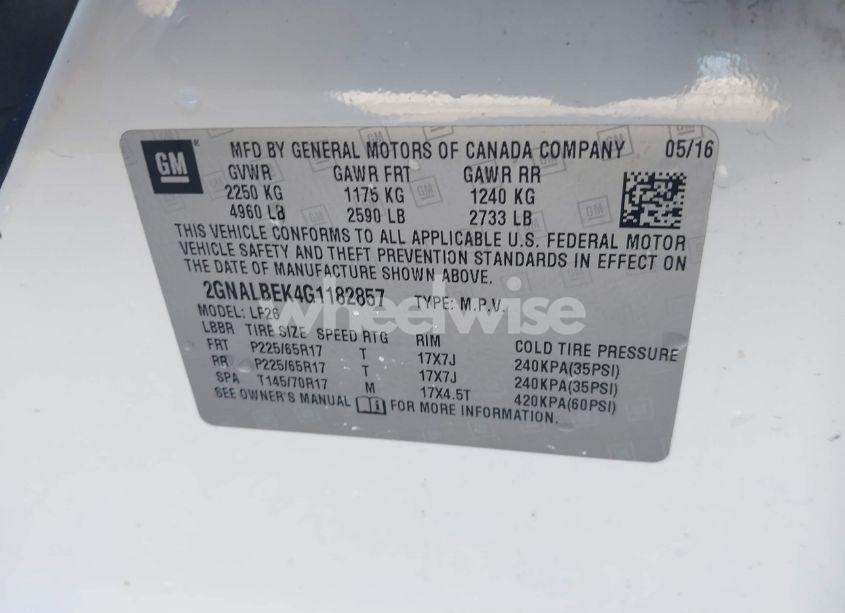 GM ® MFD BY GENERAL MOTORS OF CANADA COMPANY 05/16
GVWR GAWR FRT GAWR RR
2250 KG 1175 KG 1240 KG
4960 LB 2590 LB 2733 LB
THIS VEHICLE CONFORMS TO ALL APPLICABLE U.S. FEDERAL MOTOR
VEHICLE SAFETY AND THEFT PREVENTION STANDARDS IN EFFECT ON
THE DATE OF MANUFACTURE SHOWN ABOVE.
2GNALBEK4G1182857 TYPE: M.P.V.
wheelwise
MODEL: LF26
LBBR TIRE SIZE SPEED RTG RIM COLD TIRE PRESSURE
FRT P225/65R17 T 17X7J 240KPA(35PSI)
RR P225/65R17 T 17X7J 240KPA(35PSI)
SPA T145/70R17 M 17X4.5T 420KPA(60PSI)
SEE OWNER'S MANUAL FOR MORE INFORMATION.